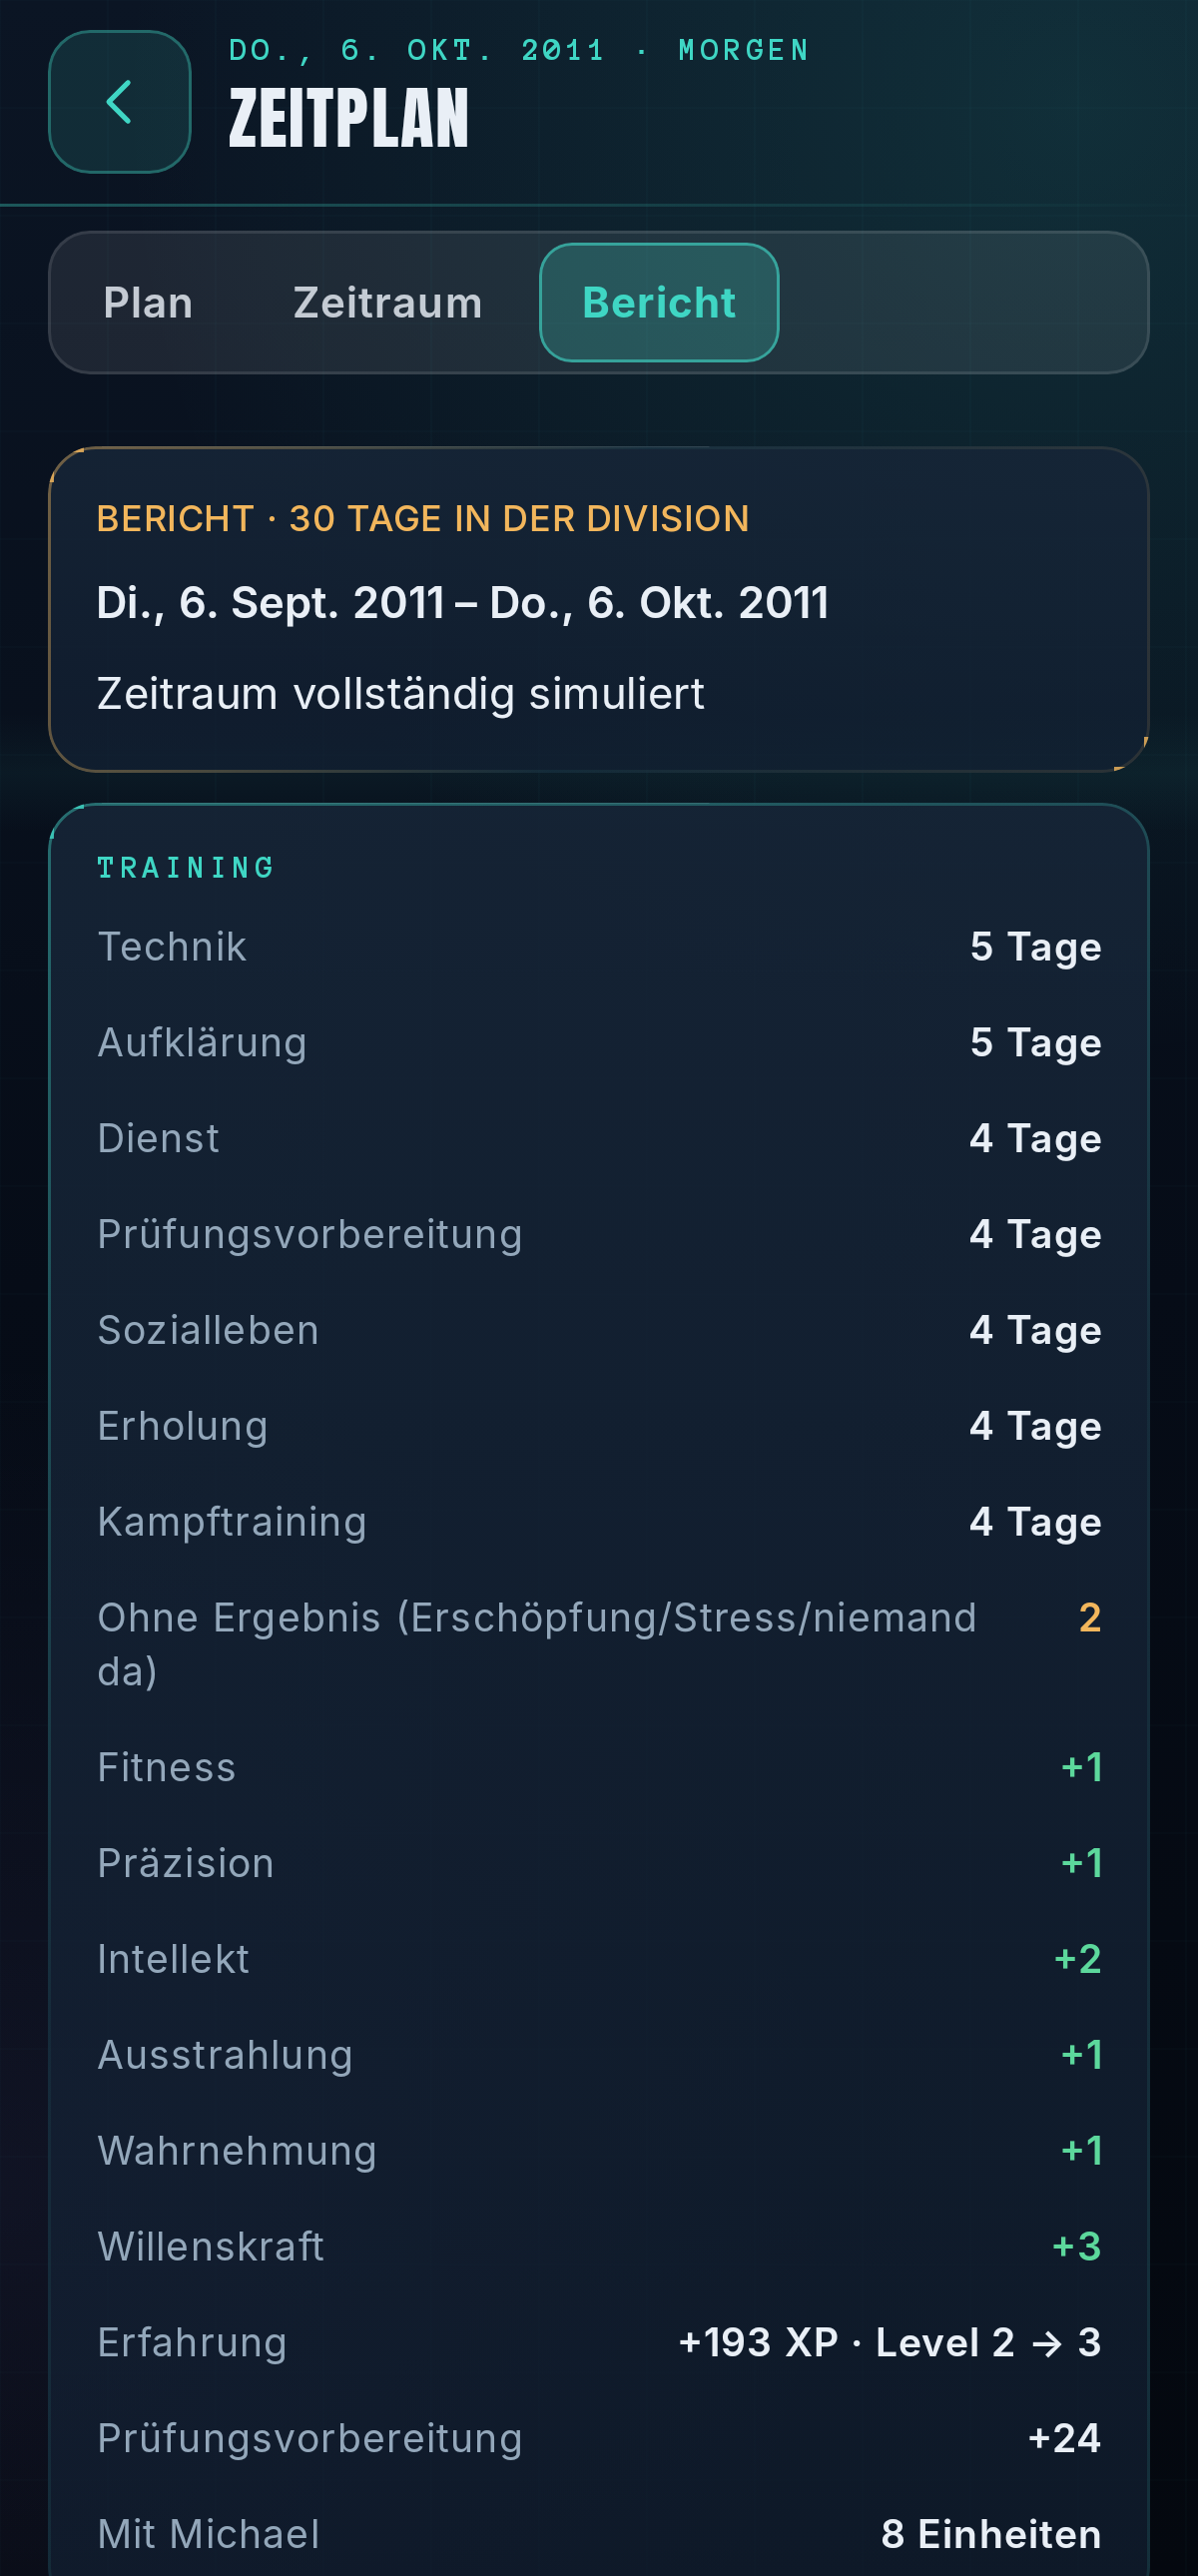 DO., 6. OKT. 2011 · MORGEN
ZEITPLAN
Plan Zeitraum Bericht
BERICHT · 30 TAGE IN DER DIVISION
Di., 6. Sept. 2011 – Do., 6. Okt. 2011
Zeitraum vollständig simuliert
TRAINING
Technik 5 Tage
Aufklärung 5 Tage
Dienst 4 Tage
Prüfungsvorbereitung 4 Tage
Sozialleben 4 Tage
Erholung 4 Tage
Kampftraining 4 Tage
Ohne Ergebnis (Erschöpfung/Stress/niemand 2
da)
Fitness +1
Präzision +1
Intellekt +2
Ausstrahlung +1
Wahrnehmung +1
Willenskraft +3
Erfahrung +193 XP · Level 2 → 3
Prüfungsvorbereitung +24
Mit Michael 8 Einheiten